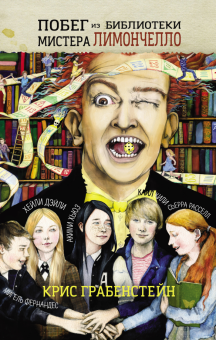 ПОБЕГ ИЗ БИБЛИОТЕКИ
МИСТЕРА ЛИМОНЧЕЛЛО
ХЕЙЛИ ДЭЙЛИ
АКИМИ ХЬЮЗ
КАЙЛ КИЛИ
СЬЕРРА РАССЕЛЛ
МИГЕЛЬ ФЕРНАНДЕС
КРИС ГРАБЕНСТЕЙН